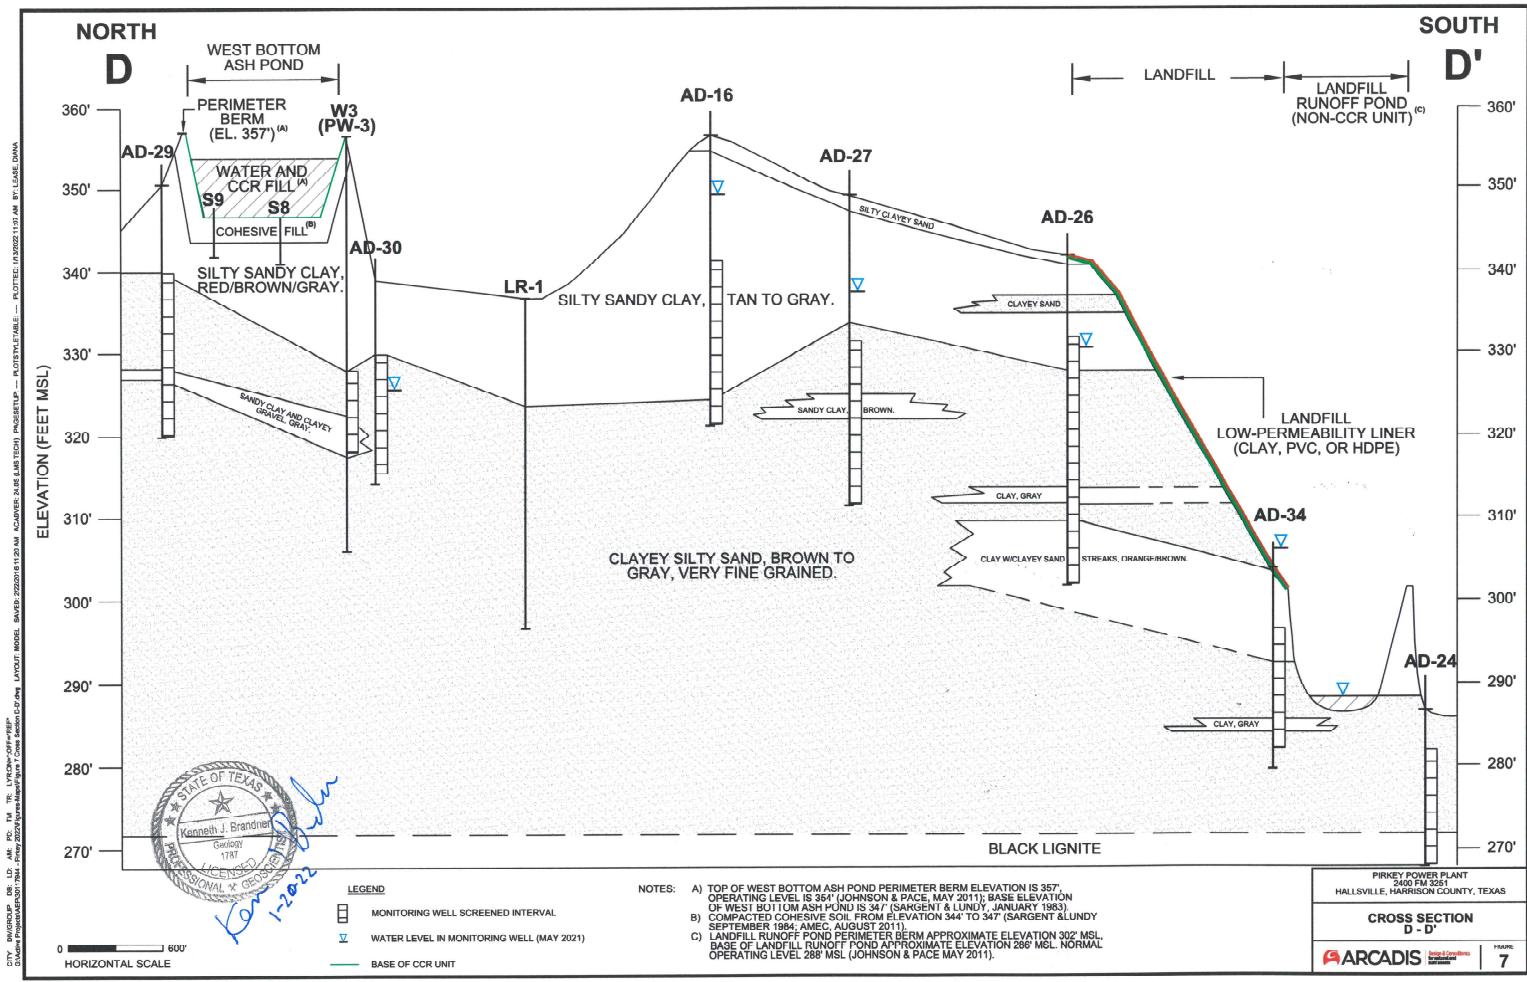 NORTH
D
SOUTH
D'
WEST BOTTOM
ASH POND
LANDFILL
LANDFILL
RUNOFF POND
(NON-CCR UNIT) (C)
PERIMETER
BERM
(EL. 357') (A)
W3
(PW-3)
AD-16
AD-29
AD-27
AD-26
WATER AND
CCR FILL (A)
S9
S8
COHESIVE FILL (B)
AD-30
SILTY SANDY CLAY,
RED/BROWN/GRAY.
LR-1
SILTY SANDY CLAY, TAN TO GRAY.
SILTY CLAYEY SAND
CLAYEY SAND
SANDY CLAY AND CLAYEY
GRAVEL, GRAY.
SANDY CLAY, BROWN.
LANDFILL
LOW-PERMEABILITY LINER
(CLAY, PVC, OR HDPE)
CLAY, GRAY
AD-34
CLAYEY SILTY SAND, BROWN TO
GRAY, VERY FINE GRAINED.
CLAY W/CLAYEY SAND STREAKS, ORANGE/BROWN.
AD-24
CLAY, GRAY
BLACK LIGNITE
ELEVATION (FEET MSL)
360'
350'
340'
330'
320'
310'
300'
290'
280'
270'
360'
350'
340'
330'
320'
310'
300'
290'
280'
270'
STATE OF TEXAS
Kenneth J. Brandner
Geology
1787
LICENSED
PROFESSIONAL GEOSCIENTIST
1-20-22
LEGEND
MONITORING WELL SCREENED INTERVAL
WATER LEVEL IN MONITORING WELL (MAY 2021)
BASE OF CCR UNIT
0 600'
HORIZONTAL SCALE
NOTES: A) TOP OF WEST BOTTOM ASH POND PERIMETER BERM ELEVATION IS 357',
OPERATING LEVEL IS 354' (JOHNSON & PACE, MAY 2011); BASE ELEVATION
OF WEST BOTTOM ASH POND IS 347' (SARGENT & LUNDY, JANUARY 1983).
B) COMPACTED COHESIVE SOIL FROM ELEVATION 344' TO 347' (SARGENT &LUNDY
SEPTEMBER 1984; AMEC, AUGUST 2011).
C) LANDFILL RUNOFF POND PERIMETER BERM APPROXIMATE ELEVATION 302' MSL,
BASE OF LANDFILL RUNOFF POND APPROXIMATE ELEVATION 286' MSL. NORMAL
OPERATING LEVEL 288' MSL (JOHNSON & PACE MAY 2011).
PIRKEY POWER PLANT
2400 FM 3251
HALLSVILLE, HARRISON COUNTY, TEXAS
CROSS SECTION
D - D'
ARCADIS
FIGURE
7